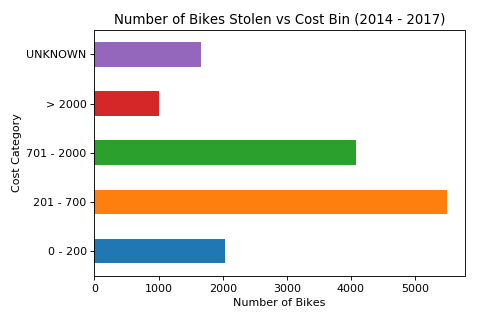 Number of Bikes Stolen vs Cost Bin (2014 - 2017)
Cost Category
UNKNOWN
> 2000
701 - 2000
201 - 700
0 - 200
0 1000 2000 3000 4000 5000
Number of Bikes